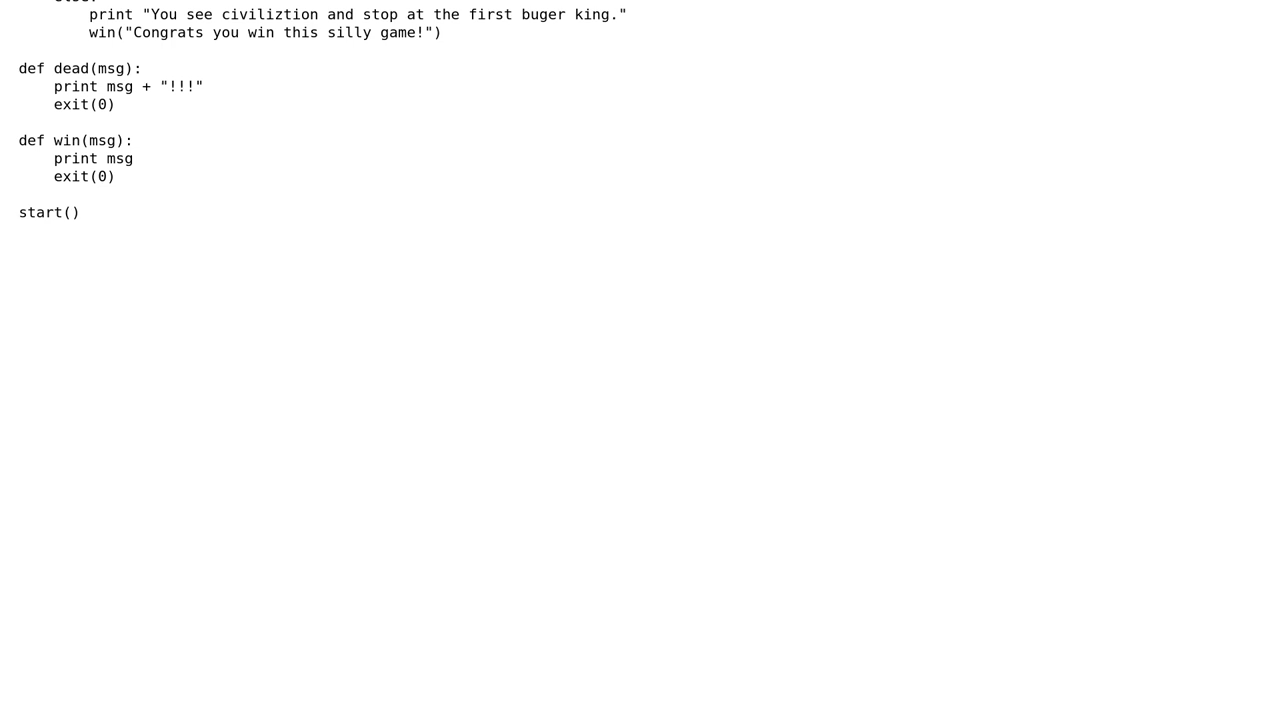 print "You see civiliztion and stop at the first buger king."
        win("Congrats you win this silly game!")

def dead(msg):
    print msg + "!!!"
    exit(0)

def win(msg):
    print msg
    exit(0)

start()